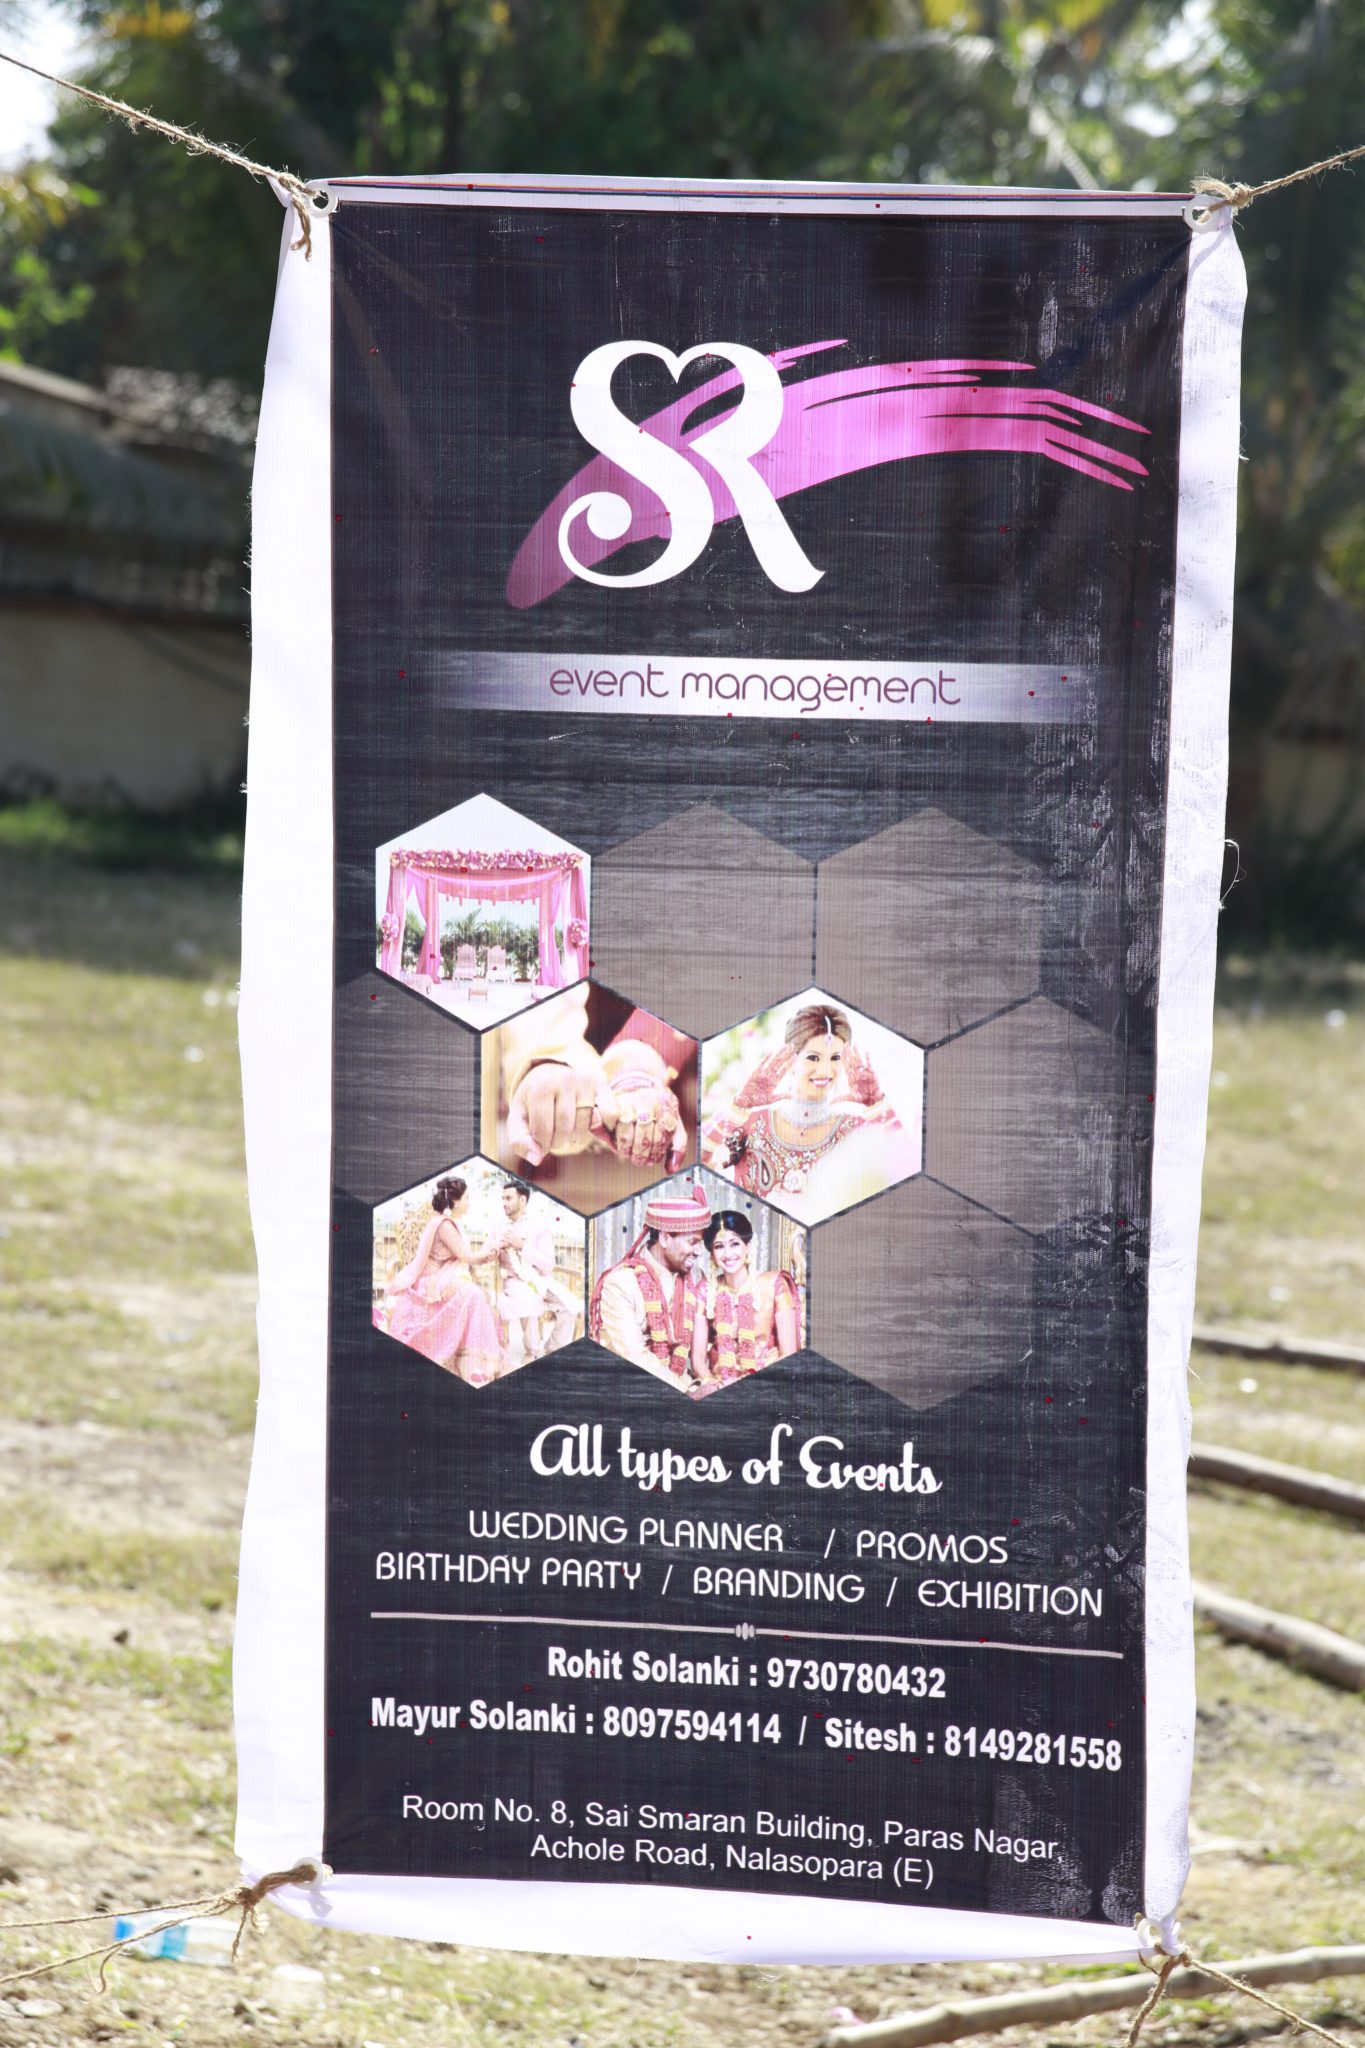 SR
event management
All types of Events
WEDDING PLANNER / PROMOS
BIRTHDAY PARTY / BRANDING / EXHIBITION
Rohit Solanki : 9730780432
Mayur Solanki : 8097594114 / Sitesh : 8149281558
Room No. 8, Sai Smaran Building, Paras Nagar,
Achole Road, Nalasopara (E)